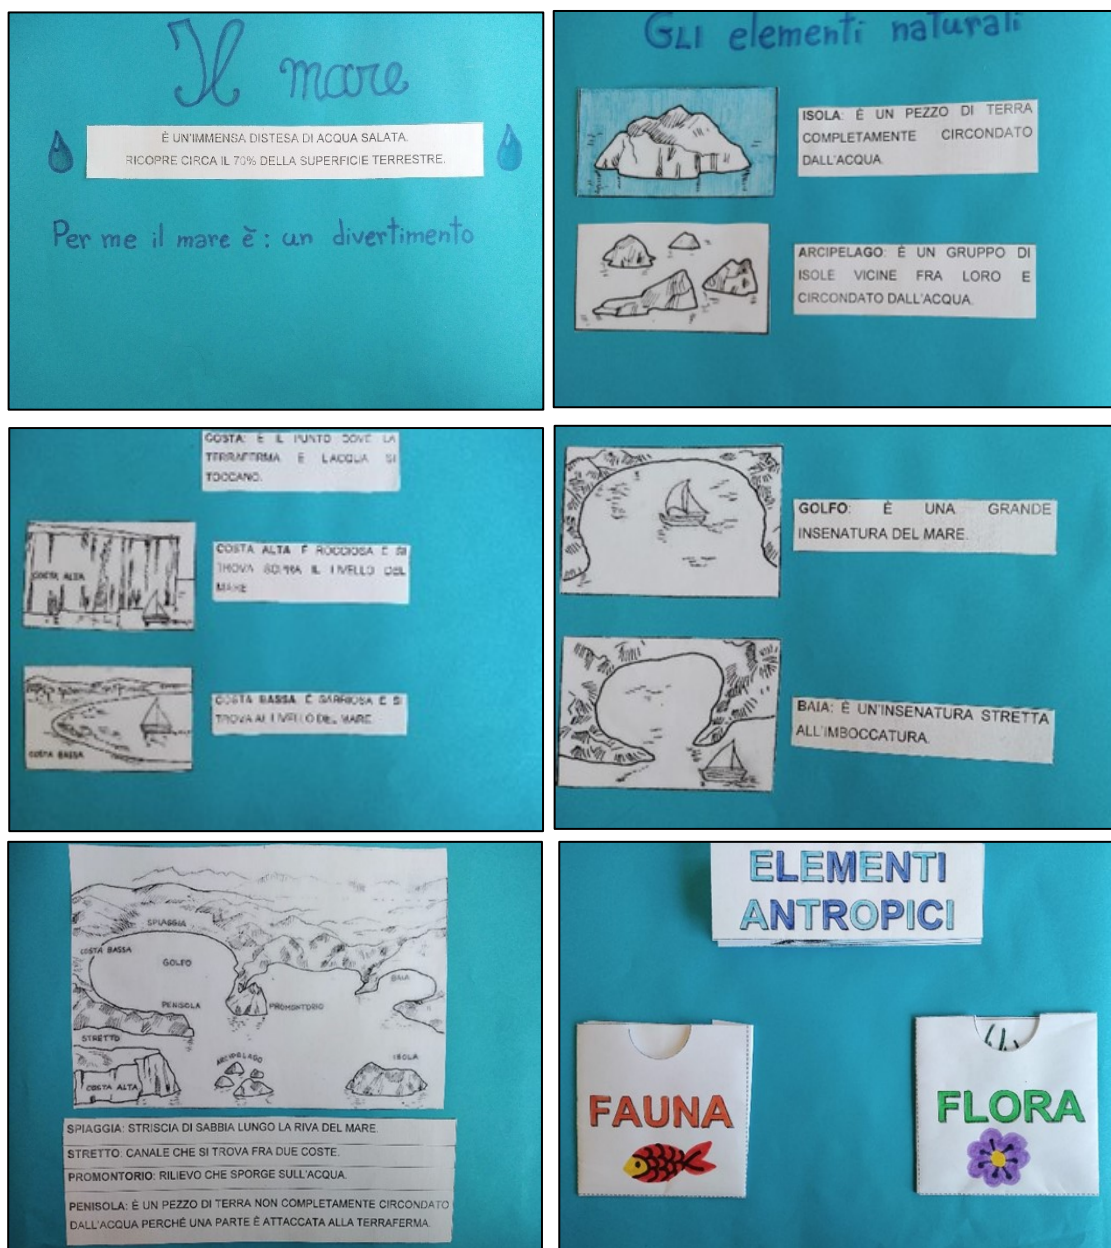 Il mare
È UN'IMMENSA DISTESA DI ACQUA SALATA.
RICOPRE CIRCA IL 70% DELLA SUPERFICIE TERRESTRE.
Per me il mare è: un divertimento
GLI elementi naturali
ISOLA: È UN PEZZO DI TERRA
COMPLETAMENTE CIRCONDATO
DALL'ACQUA.
ARCIPELAGO: È UN GRUPPO DI
ISOLE VICINE FRA LORO E
CIRCONDATO DALL'ACQUA.
COSTA: È IL PUNTO DOVE LA
TERRAFERMA E L'ACQUA SI
TOCCANO.
COSTA ALTA
COSTA ALTA È ROCCIOSA E SI
TROVA SOPRA IL LIVELLO DEL
MARE
COSTA BASSA
COSTA BASSA È SABBIOSA E SI
TROVA AL LIVELLO DEL MARE.
GOLFO: È UNA GRANDE
INSENATURA DEL MARE.
BAIA: È UN'INSENATURA STRETTA
ALL'IMBOCCATURA.
SPIAGGIA
COSTA BASSA
GOLFO
BAIA
PENISOLA
PROMONTORIO
STRETTO
ARCIPELAGO
ISOLA
COSTA ALTA
SPIAGGIA: STRISCIA DI SABBIA LUNGO LA RIVA DEL MARE.
STRETTO: CANALE CHE SI TROVA FRA DUE COSTE.
PROMONTORIO: RILIEVO CHE SPORGE SULL'ACQUA.
PENISOLA: È UN PEZZO DI TERRA NON COMPLETAMENTE CIRCONDATO
DALL'ACQUA PERCHÉ UNA PARTE È ATTACCATA ALLA TERRAFERMA.
ELEMENTI
ANTROPICI
FAUNA
FLORA